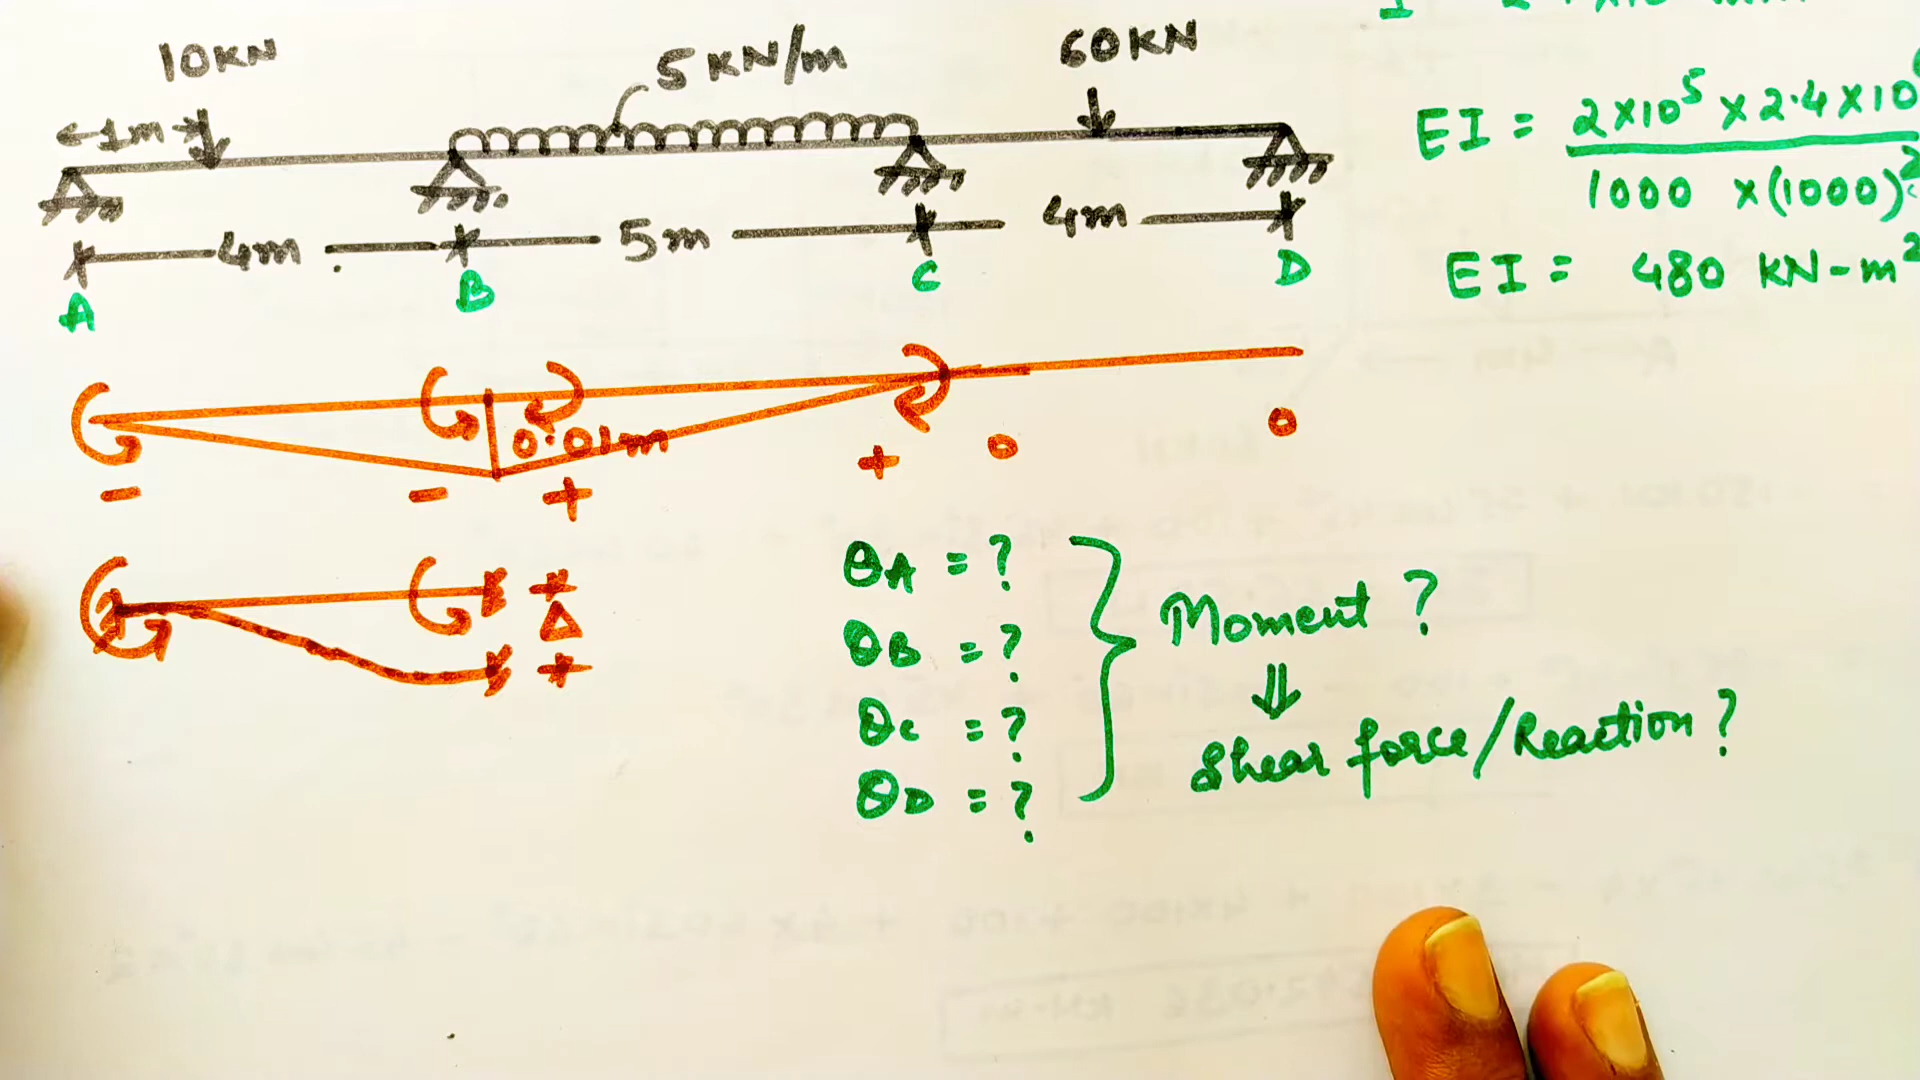 10KN
5 KN/m
60KN
1m
4m
5m
4m
A
B
C
D
EI = 2×10⁵ × 2.4×10
1000 ×(1000)²
EI = 480 KN-m²
0.01m
- - + + 0 0
Δ
θA = ?
θB = ?
θc = ?
θD = ?
Moment ?
⇓
Shear force/Reaction ?